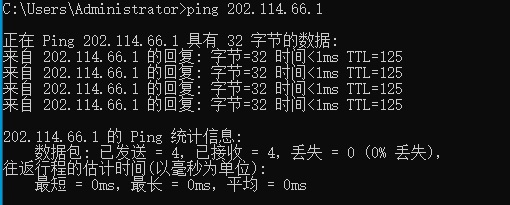 C:\Users\Administrator>ping 202.114.66.1
正在 Ping 202.114.66.1 具有 32 字节的数据:
来自 202.114.66.1 的回复: 字节=32 时间<1ms TTL=125
来自 202.114.66.1 的回复: 字节=32 时间<1ms TTL=125
来自 202.114.66.1 的回复: 字节=32 时间<1ms TTL=125
来自 202.114.66.1 的回复: 字节=32 时间<1ms TTL=125
202.114.66.1 的 Ping 统计信息:
数据包: 已发送 = 4, 已接收 = 4, 丢失 = 0 (0% 丢失),
往返行程的估计时间(以毫秒为单位):
最短 = 0ms, 最长 = 0ms, 平均 = 0ms